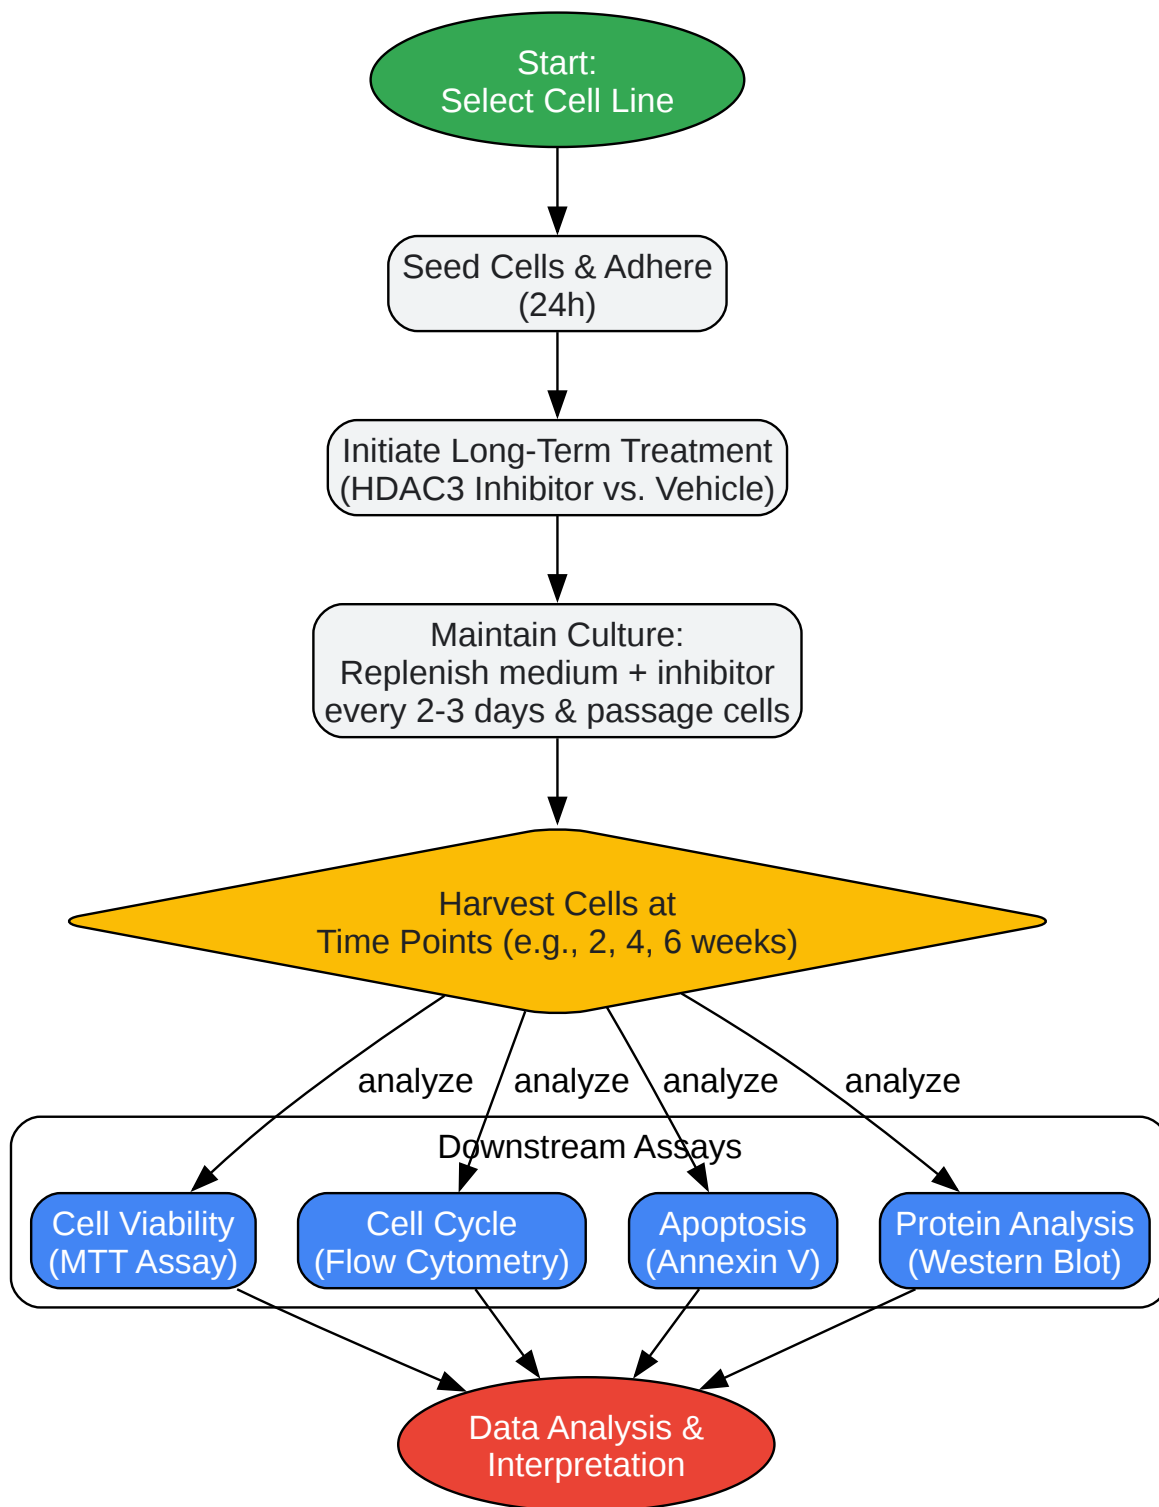 Start:
Select Cell Line
Seed Cells & Adhere
(24h)
Initiate Long-Term Treatment
(HDAC3 Inhibitor vs. Vehicle)
Maintain Culture:
Replenish medium + inhibitor
every 2-3 days & passage cells
Harvest Cells at
Time Points (e.g., 2, 4, 6 weeks)
analyze
analyze
analyze
analyze
Downstream Assays
Cell Viability
(MTT Assay)
Cell Cycle
(Flow Cytometry)
Apoptosis
(Annexin V)
Protein Analysis
(Western Blot)
Data Analysis &
Interpretation